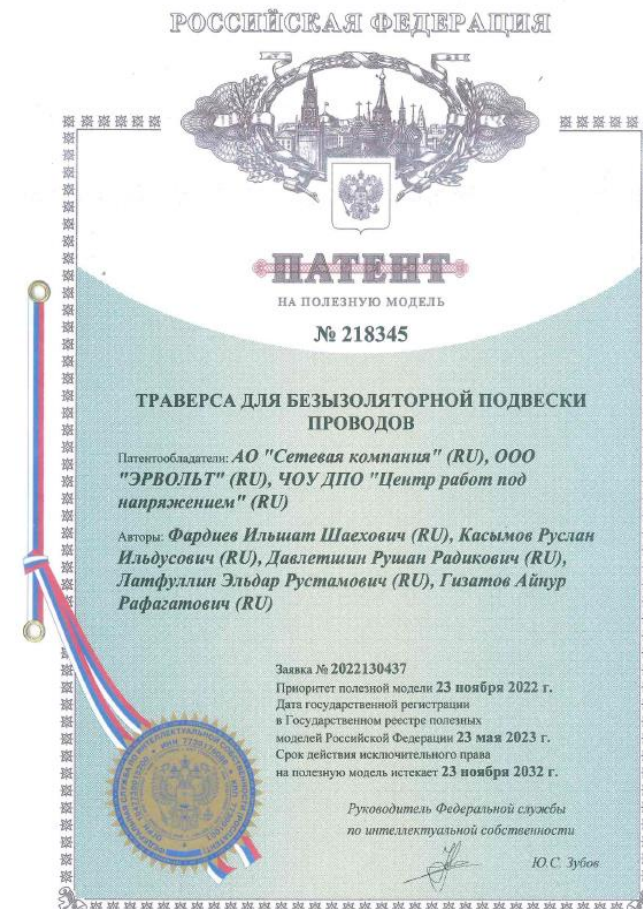 РОССИЙСКАЯ ФЕДЕРАЦИЯ
ПАТЕНТ
НА ПОЛЕЗНУЮ МОДЕЛЬ
№ 218345
ТРАВЕРСА ДЛЯ БЕЗЫЗОЛЯТОРНОЙ ПОДВЕСКИ
ПРОВОДОВ
Патентообладатели: АО "Сетевая компания" (RU), ООО
"ЭРВОЛЬТ" (RU), ЧОУ ДПО "Центр работ под
напряжением" (RU)
Авторы: Фардиев Ильшат Шаехович (RU), Касымов Руслан
Ильдусович (RU), Давлетшин Рушан Радикович (RU),
Латфуллин Эльдар Рустамович (RU), Гизатов Айнур
Рафагатович (RU)
Заявка № 2022130437
Приоритет полезной модели 23 ноября 2022 г.
Дата государственной регистрации
в Государственном реестре полезных
моделей Российской Федерации 23 мая 2023 г.
Срок действия исключительного права
на полезную модель истекает 23 ноября 2032 г.
Руководитель Федеральной службы
по интеллектуальной собственности
Ю.С. Зубов